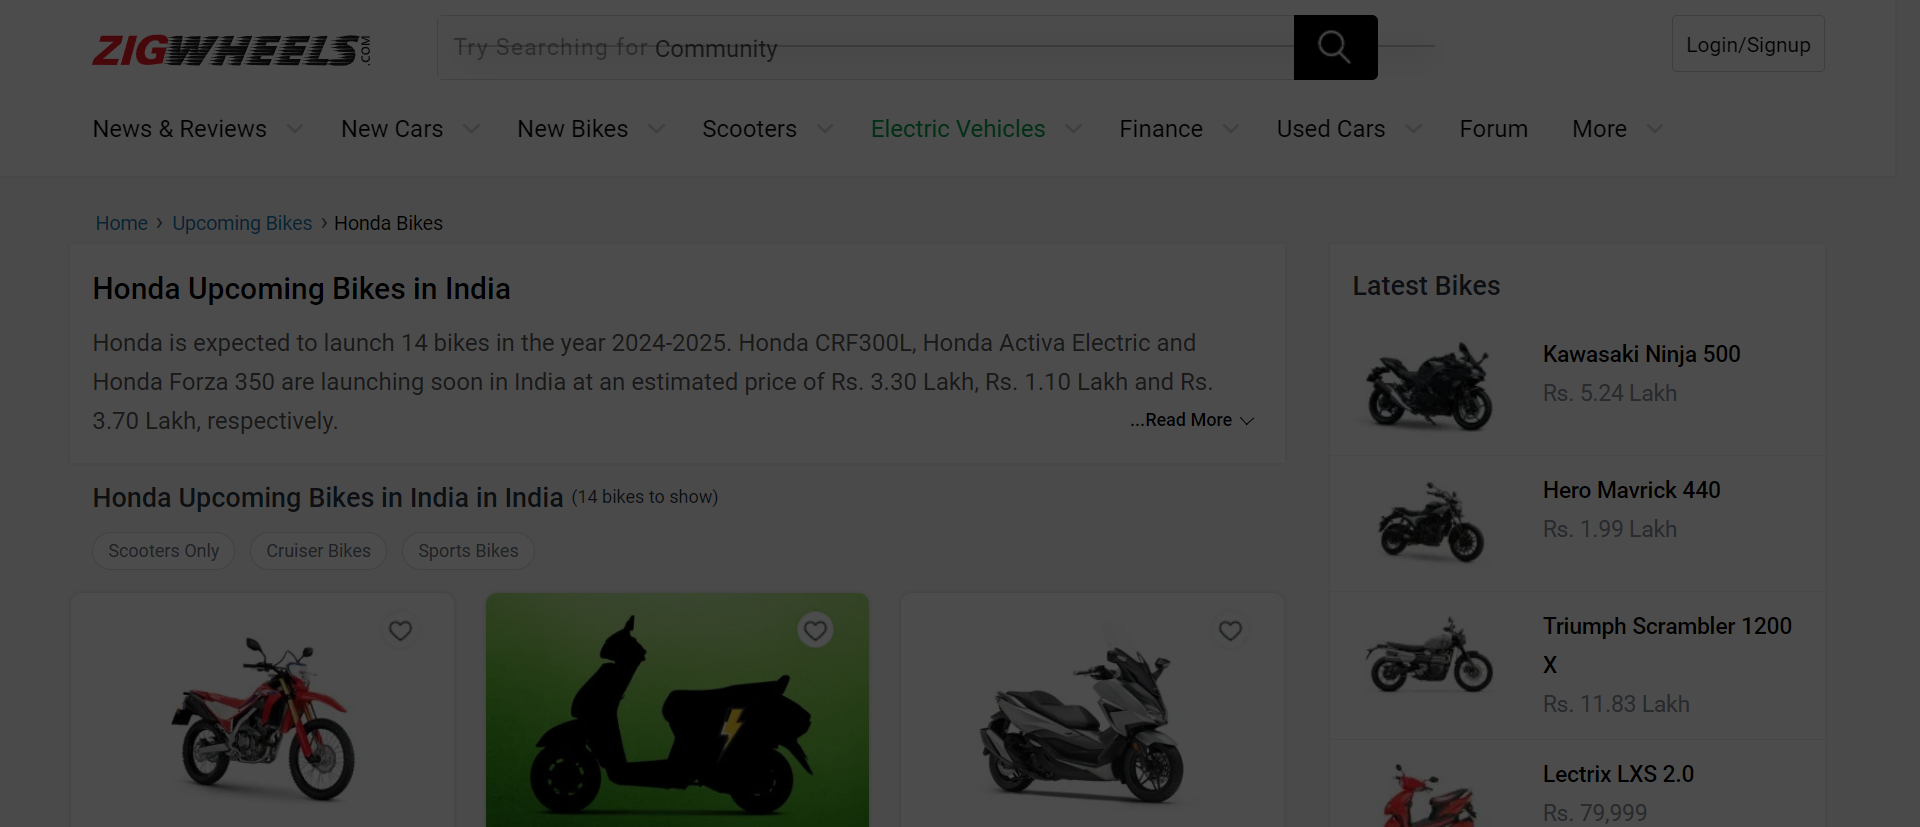 ZIGWHEELS.COM
Try Searching for Community
Login/Signup
News & Reviews
New Cars
New Bikes
Scooters
Electric Vehicles
Finance
Used Cars
Forum
More
Home › Upcoming Bikes › Honda Bikes
Honda Upcoming Bikes in India
Honda is expected to launch 14 bikes in the year 2024-2025. Honda CRF300L, Honda Activa Electric and
Honda Forza 350 are launching soon in India at an estimated price of Rs. 3.30 Lakh, Rs. 1.10 Lakh and Rs.
3.70 Lakh, respectively.
...Read More
Honda Upcoming Bikes in India in India (14 bikes to show)
Scooters Only
Cruiser Bikes
Sports Bikes
Latest Bikes
Kawasaki Ninja 500
Rs. 5.24 Lakh
Hero Mavrick 440
Rs. 1.99 Lakh
Triumph Scrambler 1200
X
Rs. 11.83 Lakh
Lectrix LXS 2.0
Rs. 79,999